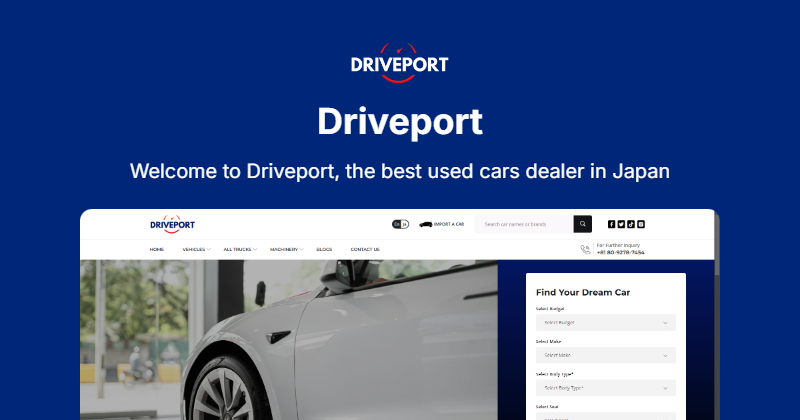 DRIVEPORT
Driveport
Welcome to Driveport, the best used cars dealer in Japan
DRIVEPORT
IMPORT A CAR
Search car names or brands
HOME
VEHICLES
ALL TRUCKS
MACHINERY
BLOGS
CONTACT US
For Further Inquiry
+81 80-9278-7454
Find Your Dream Car
Select Budget
Select Budget
Select Make
Select Make
Select Body Type*
Select Body Type*
Select Seat